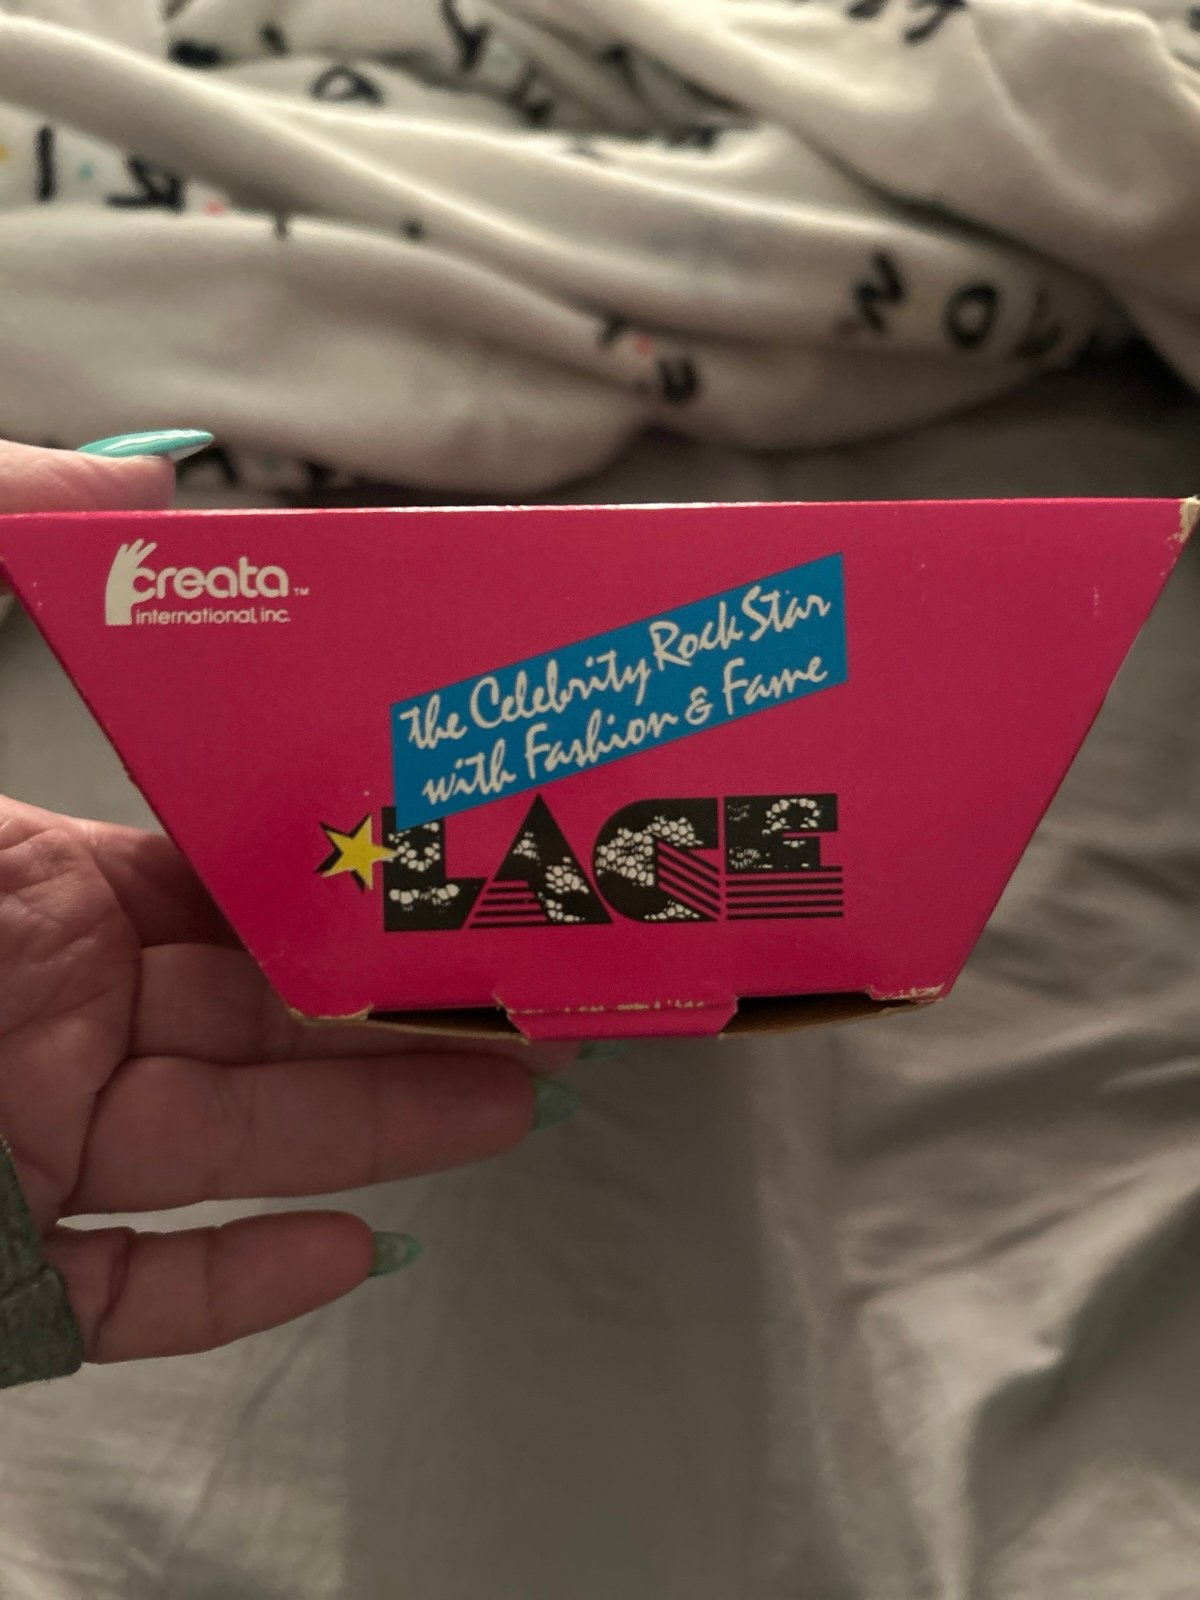 creata™
international, inc.
the Celebrity Rock Star
with Fashion & Fame
LACE